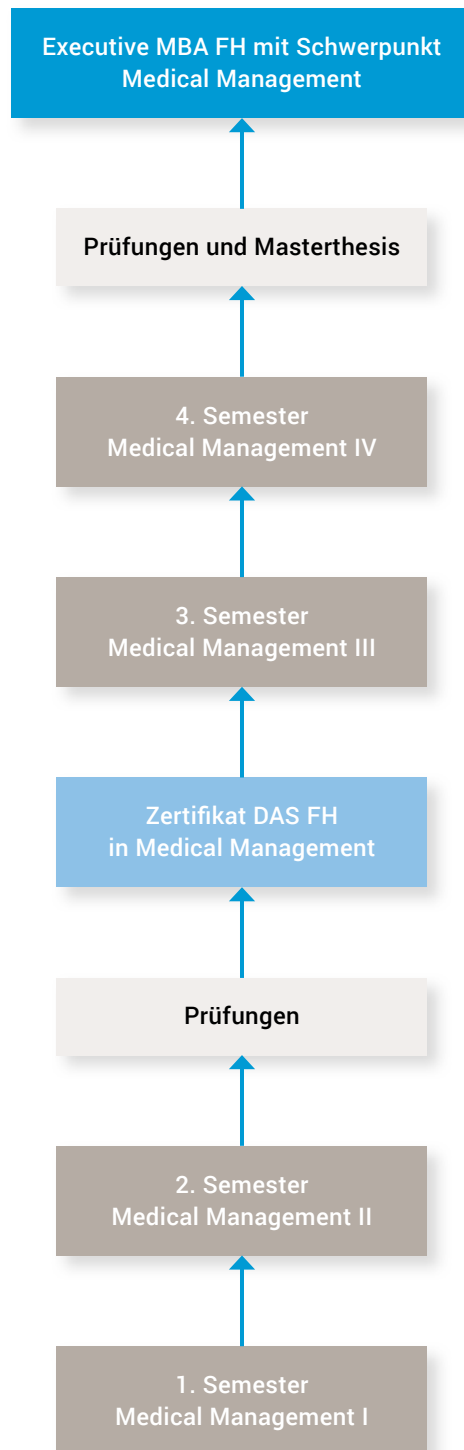 Executive MBA FH mit Schwerpunkt
Medical Management
Prüfungen und Masterthesis
4. Semester
Medical Management IV
3. Semester
Medical Management III
Zertifikat DAS FH
in Medical Management
Prüfungen
2. Semester
Medical Management II
1. Semester
Medical Management I